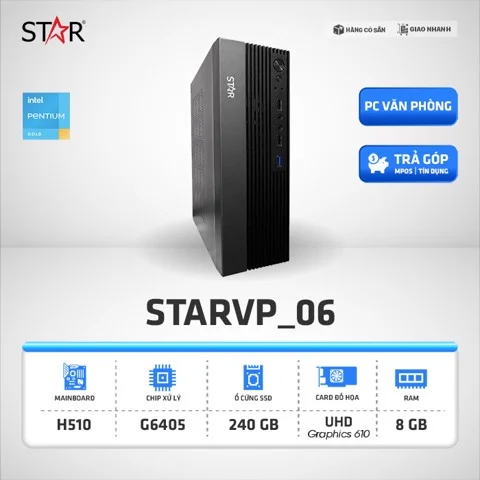 STAR
HÀNG CÓ SẴN
GIAO NHANH
intel
PENTIUM
GOLD
STAR
PC VĂN PHÒNG
TRẢ GÓP
MPOS | TÍN DỤNG
STARVP_06
MAINBOARD
CHIP XỬ LÝ
Ổ CỨNG SSD
CARD ĐỒ HỌA
RAM
H510
G6405
240 GB
UHD
Graphics 610
8 GB